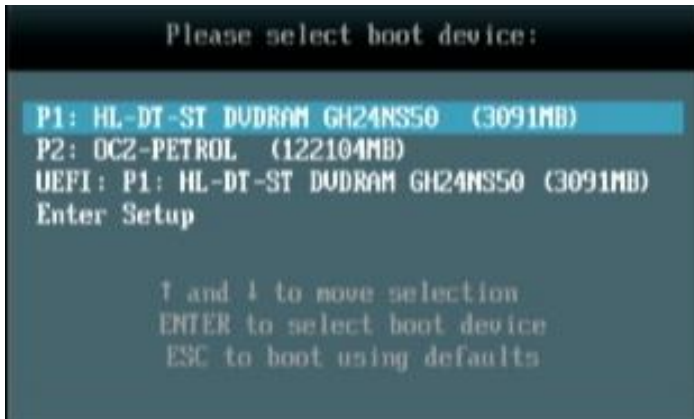 Please select boot device:
P1: HL-DT-ST DVDRAM GH24NS50 (3091MB)
P2: OCZ-PETROL (122104MB)
UEFI: P1: HL-DT-ST DVDRAM GH24NS50 (3091MB)
Enter Setup
↑ and ↓ to move selection
ENTER to select boot device
ESC to boot using defaults